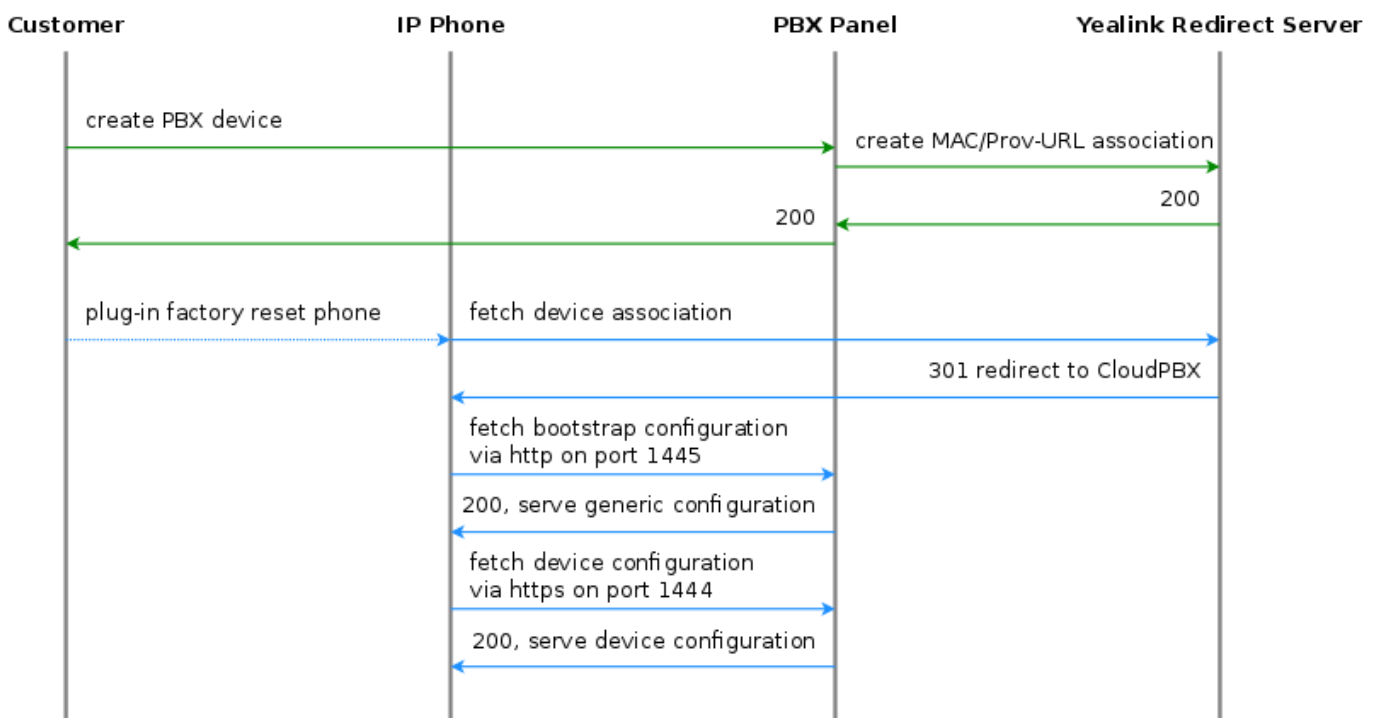 Customer
IP Phone
PBX Panel
Yealink Redirect Server
create PBX device
create MAC/Prov-URL association
200
200
plug-in factory reset phone
fetch device association
301 redirect to CloudPBX
fetch bootstrap configuration
via http on port 1445
200, serve generic configuration
fetch device configuration
via https on port 1444
200, serve device configuration